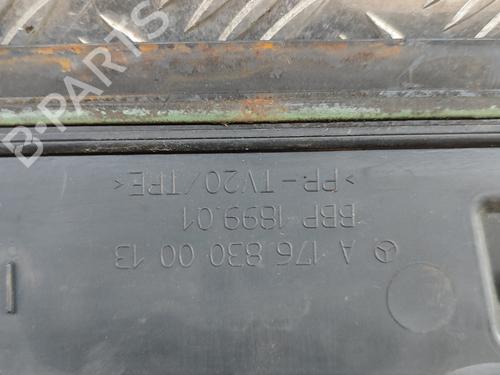 A 176 830 00 13
BBP 1899.01
>PP-TV20/TPE<
B-PARTS